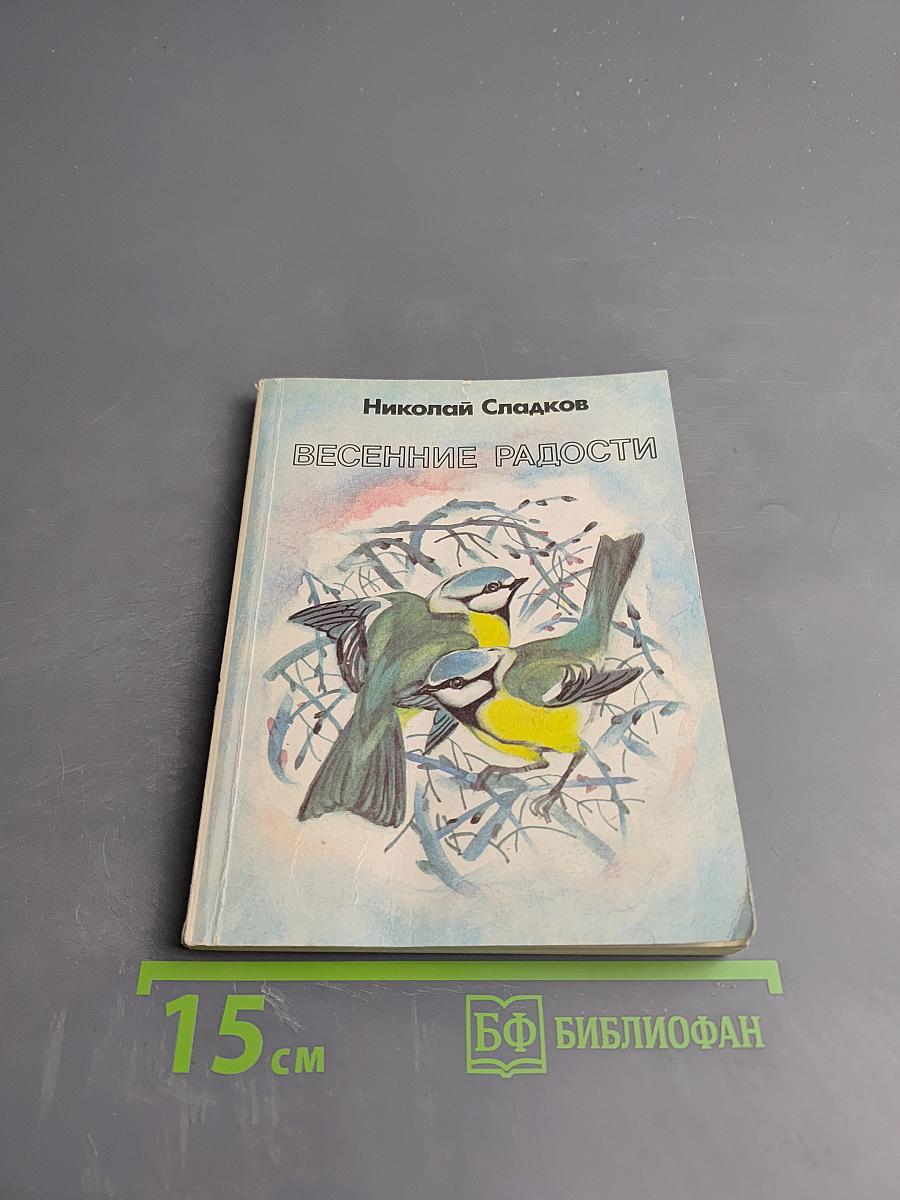 Николай Сладков
ВЕСЕННИЕ РАДОСТИ
15 см
БФ БИБЛИОФАН